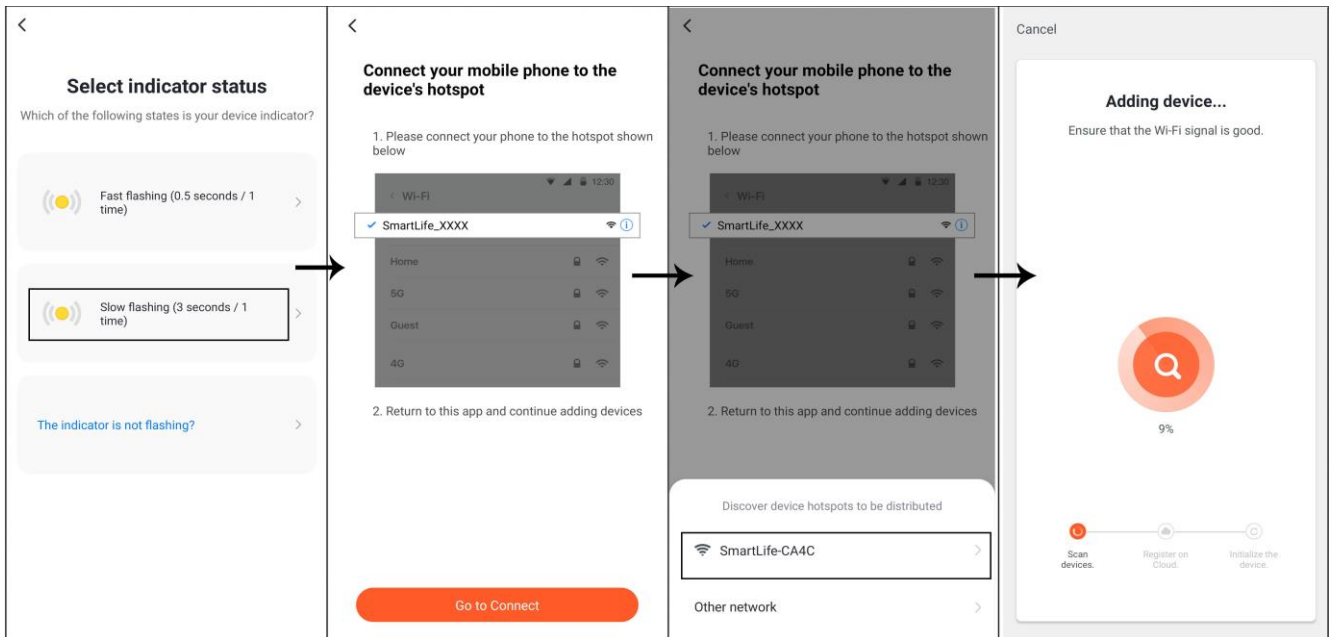 Select indicator status
Which of the following states is your device indicator?
Fast flashing (0.5 seconds / 1
time)
Slow flashing (3 seconds / 1
time)
The indicator is not flashing?
Connect your mobile phone to the
device's hotspot
1. Please connect your phone to the hotspot shown
below
12:30
Wi-Fi
SmartLife_XXXX
Home
5G
Guest
4G
2. Return to this app and continue adding devices
Go to Connect
Connect your mobile phone to the
device's hotspot
1. Please connect your phone to the hotspot shown
below
12:30
Wi-Fi
SmartLife_XXXX
Home
5G
Guest
4G
2. Return to this app and continue adding devices
Discover device hotspots to be distributed
SmartLife-CA4C
Other network
Cancel
Adding device...
Ensure that the Wi-Fi signal is good.
9%
Scan
devices.
Register on
Cloud.
Initialize the
device.